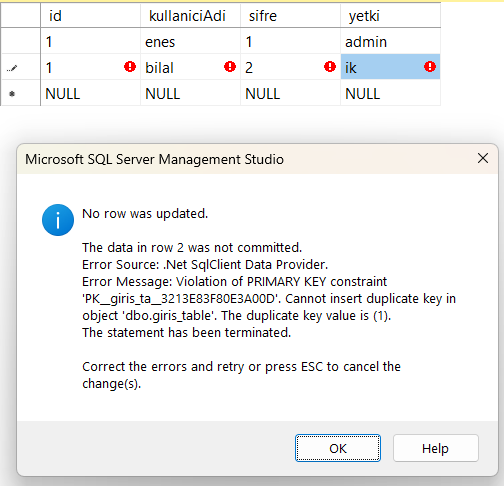 id kullaniciAdi sifre yetki
1 enes 1 admin
1 bilal 2 ik
NULL NULL NULL NULL
Microsoft SQL Server Management Studio
No row was updated.
The data in row 2 was not committed.
Error Source: .Net SqlClient Data Provider.
Error Message: Violation of PRIMARY KEY constraint
'PK__giris_ta__3213E83F80E3A00D'. Cannot insert duplicate key in
object 'dbo.giris_table'. The duplicate key value is (1).
The statement has been terminated.
Correct the errors and retry or press ESC to cancel the
change(s).
OK Help